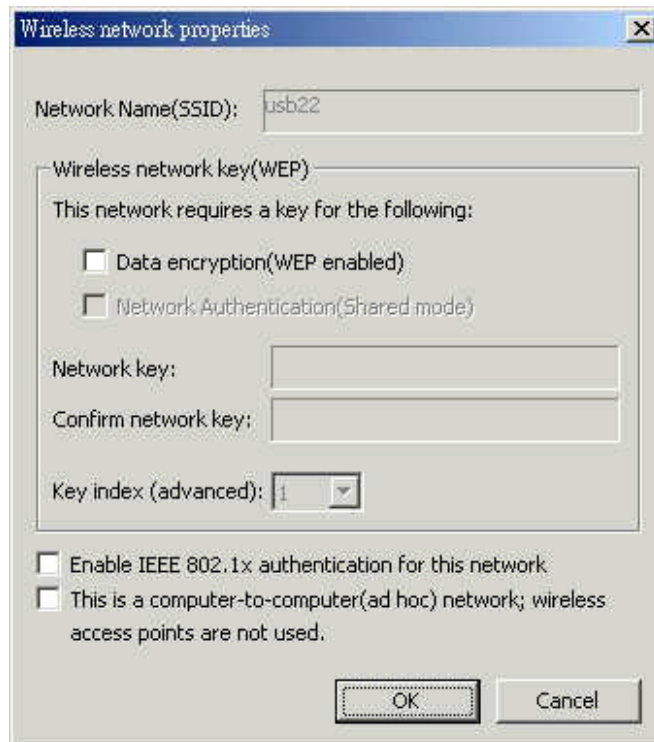 Wireless network properties
Network Name(SSID): usb22
Wireless network key(WEP)
This network requires a key for the following:
Data encryption(WEP enabled)
Network Authentication(Shared mode)
Network key:
Confirm network key:
Key index (advanced): 1
Enable IEEE 802.1x authentication for this network
This is a computer-to-computer(ad hoc) network; wireless
access points are not used.
OK Cancel